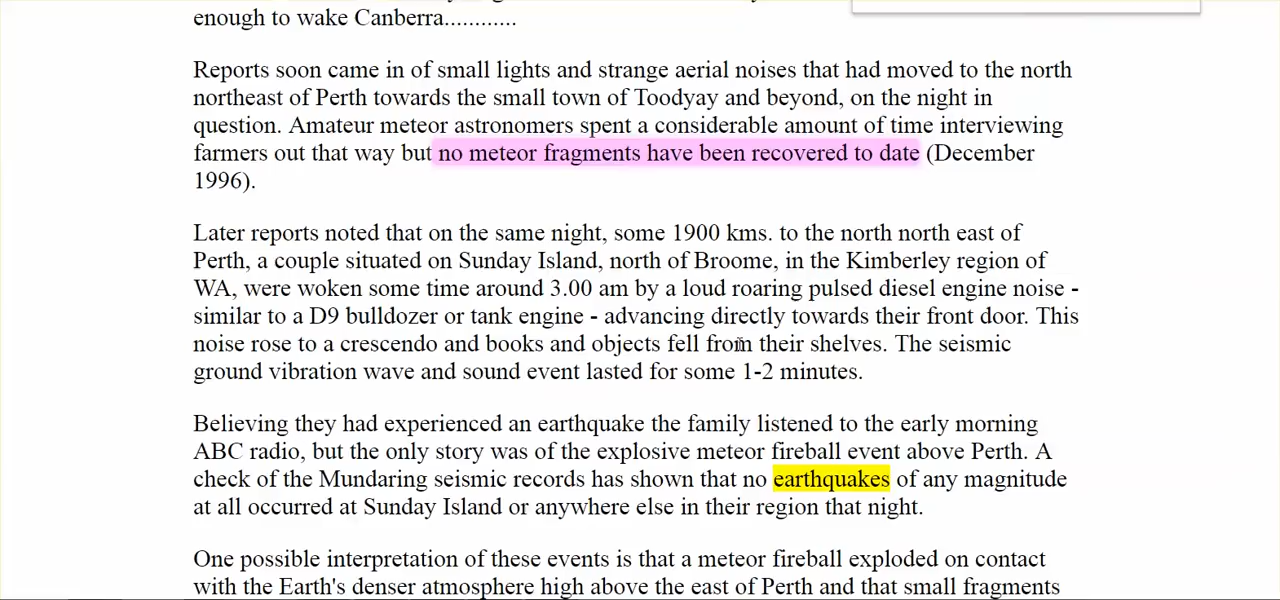 enough to wake Canberra............
Reports soon came in of small lights and strange aerial noises that had moved to the north
northeast of Perth towards the small town of Toodyay and beyond, on the night in
question. Amateur meteor astronomers spent a considerable amount of time interviewing
farmers out that way but no meteor fragments have been recovered to date (December
1996).
Later reports noted that on the same night, some 1900 kms. to the north north east of
Perth, a couple situated on Sunday Island, north of Broome, in the Kimberley region of
WA, were woken some time around 3.00 am by a loud roaring pulsed diesel engine noise -
similar to a D9 bulldozer or tank engine - advancing directly towards their front door. This
noise rose to a crescendo and books and objects fell from their shelves. The seismic
ground vibration wave and sound event lasted for some 1-2 minutes.
Believing they had experienced an earthquake the family listened to the early morning
ABC radio, but the only story was of the explosive meteor fireball event above Perth. A
check of the Mundaring seismic records has shown that no earthquakes of any magnitude
at all occurred at Sunday Island or anywhere else in their region that night.
One possible interpretation of these events is that a meteor fireball exploded on contact
with the Earth's denser atmosphere high above the east of Perth and that small fragments